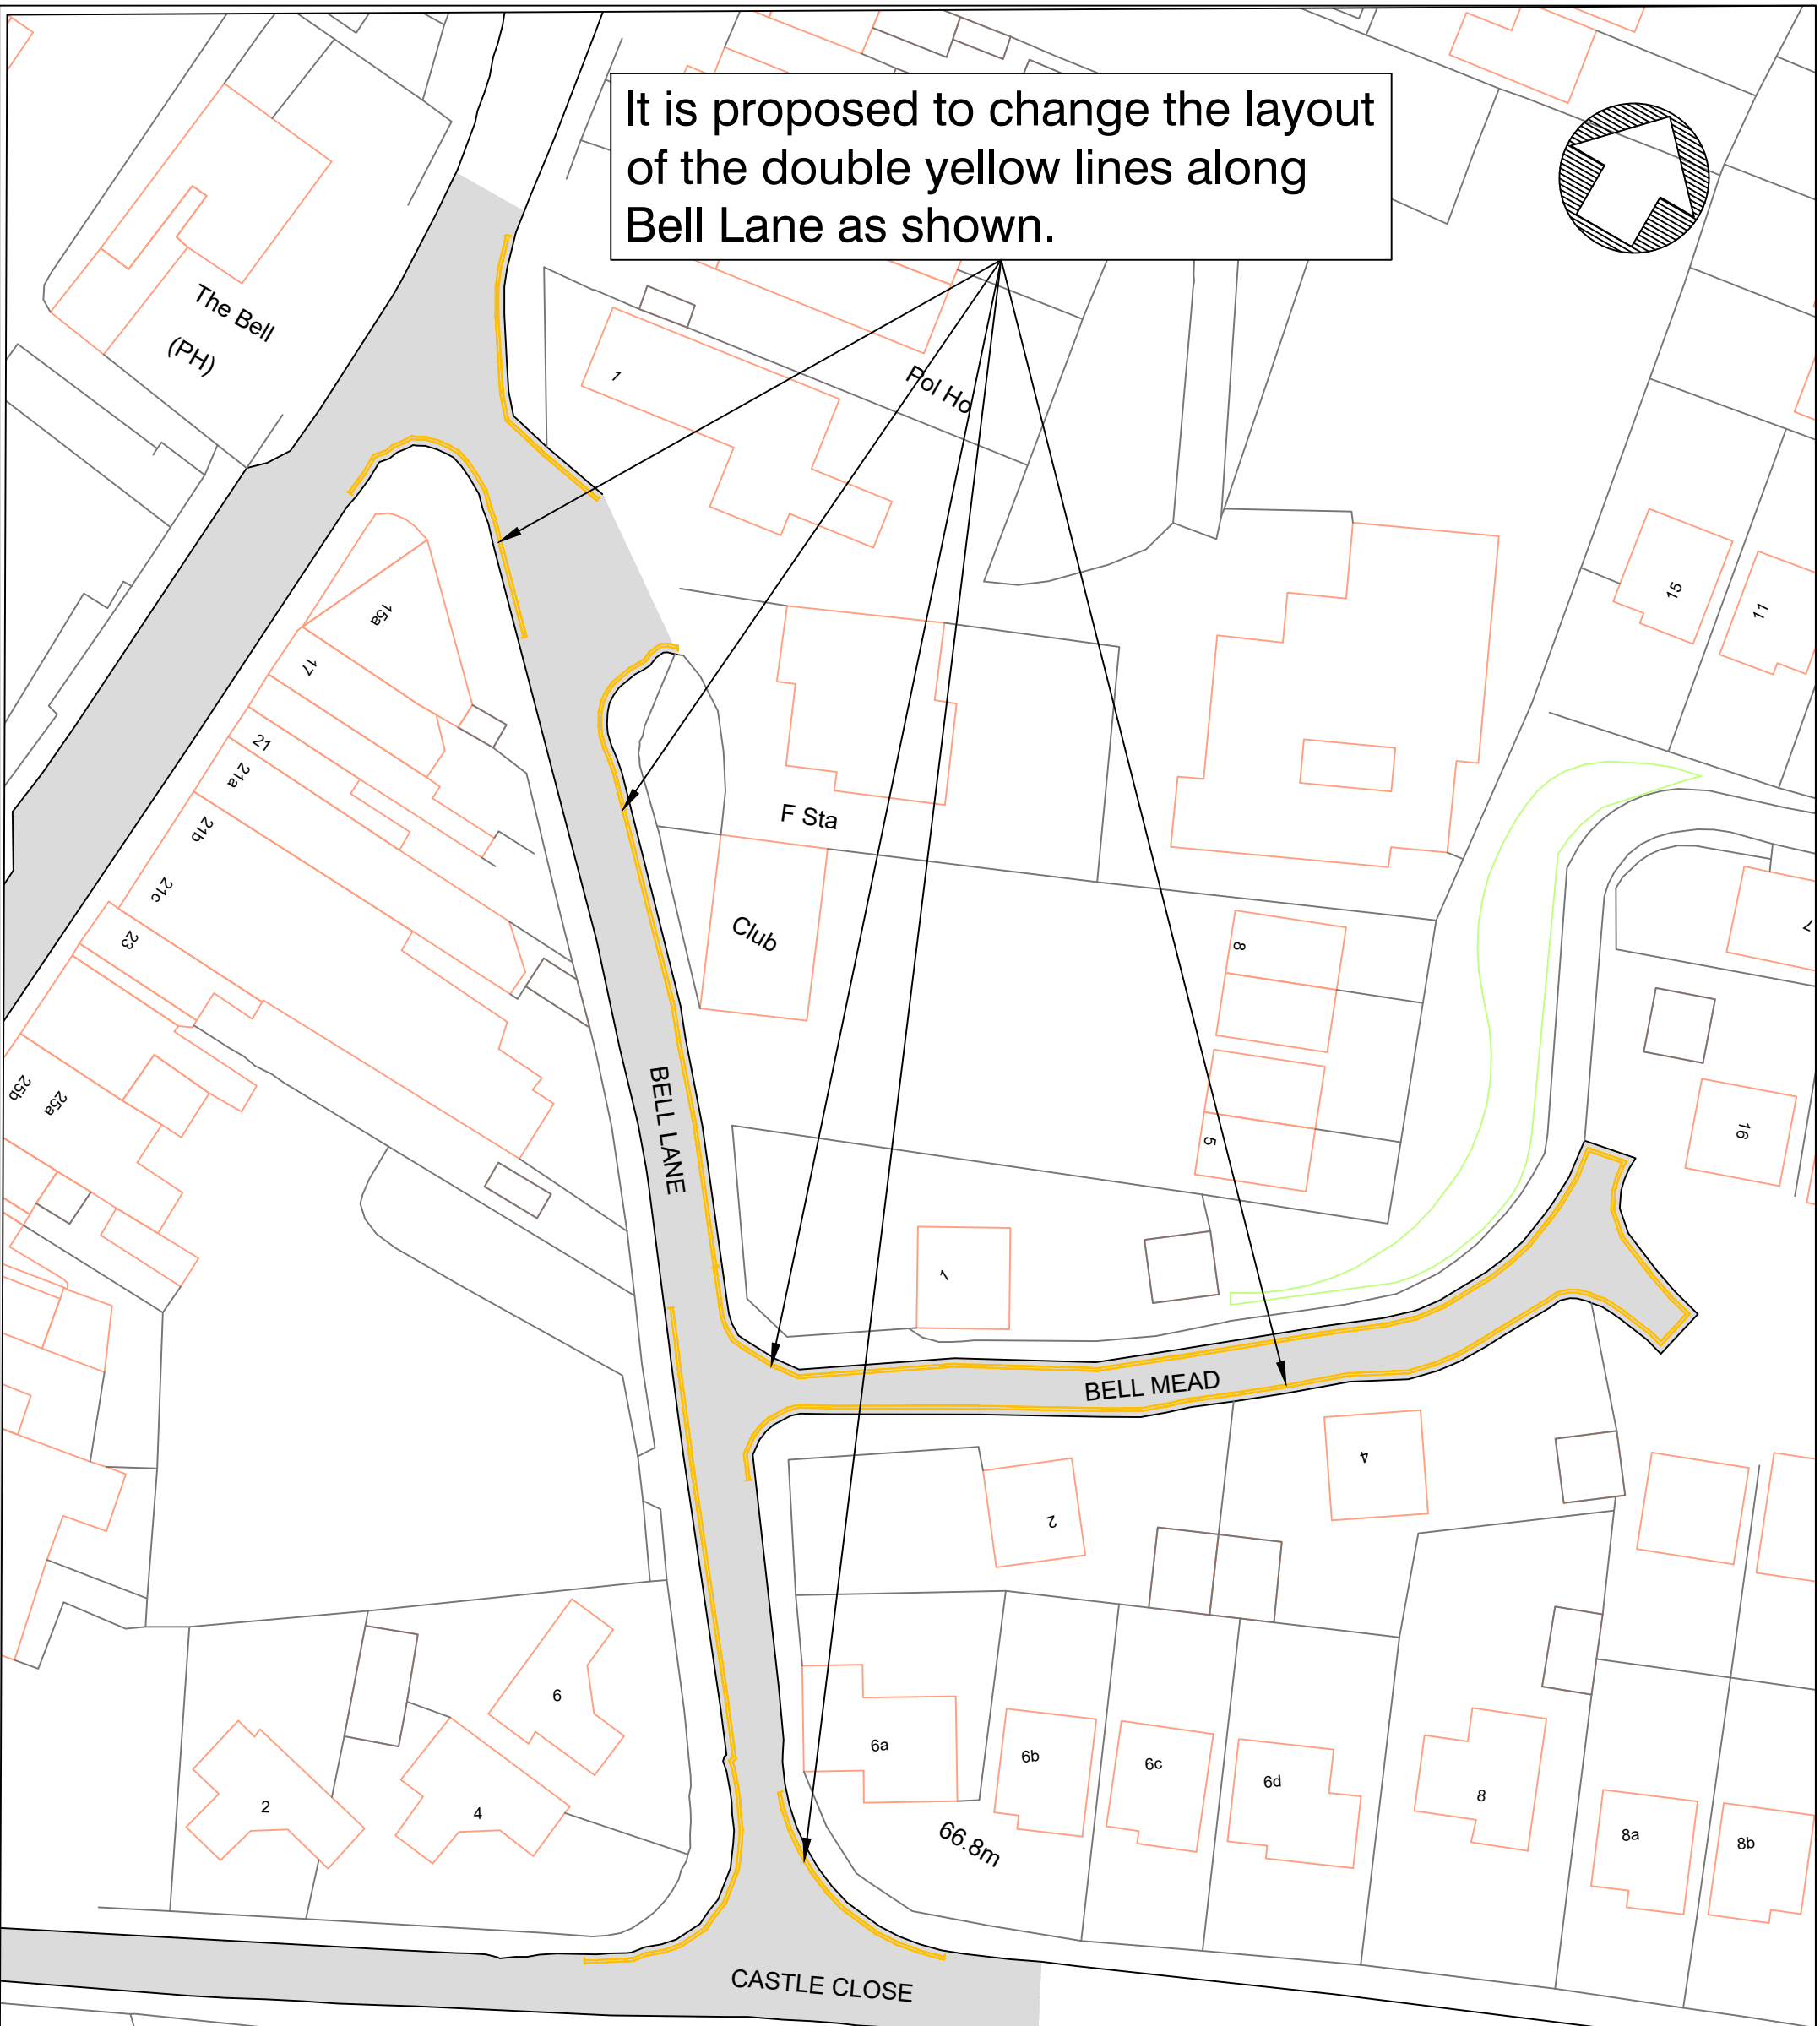 It is proposed to change the layout
of the double yellow lines along
Bell Lane as shown.
The Bell
(PH)
1
Pol Ho
15a
17
21
21a
21b
21c
23
25b
25a
F Sta
Club
15
11
8
5
7
16
1
BELL LANE
BELL MEAD
2
4
6
2
4
6a
6b
6c
6d
8
8a
8b
66.8m
CASTLE CLOSE